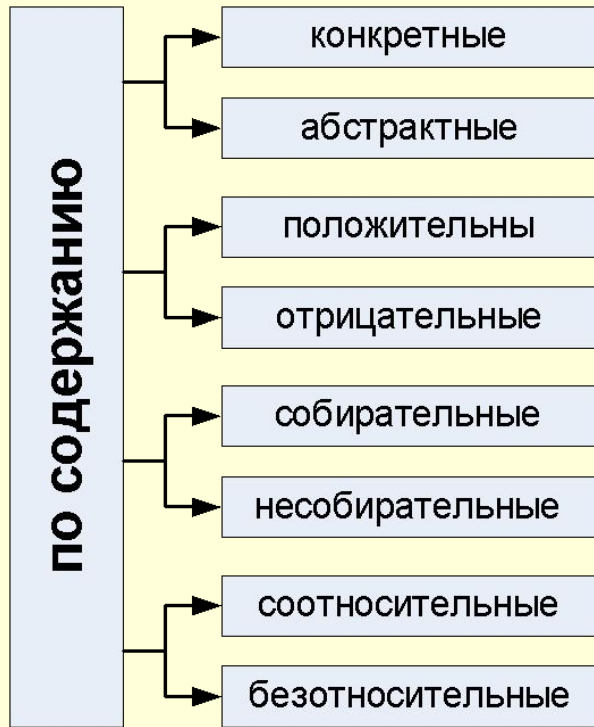 по содержанию
конкретные
абстрактные
положительны
отрицательные
собирательные
несобирательные
соотносительные
безотносительные